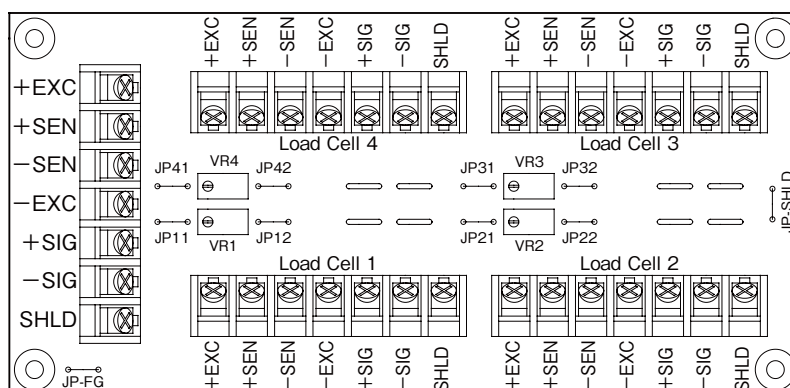 +EXC +SEN −SEN −EXC +SIG −SIG SHLD
+EXC +SEN −SEN −EXC +SIG −SIG SHLD
+EXC
+SEN
−SEN
−EXC
+SIG
−SIG
SHLD
Load Cell 4 Load Cell 3
JP41 VR4 JP42 JP31 VR3 JP32
JP11 VR1 JP12 JP21 VR2 JP22
JP-SHLD
Load Cell 1 Load Cell 2
JP-FG
+EXC +SEN −SEN −EXC +SIG −SIG SHLD
+EXC +SEN −SEN −EXC +SIG −SIG SHLD